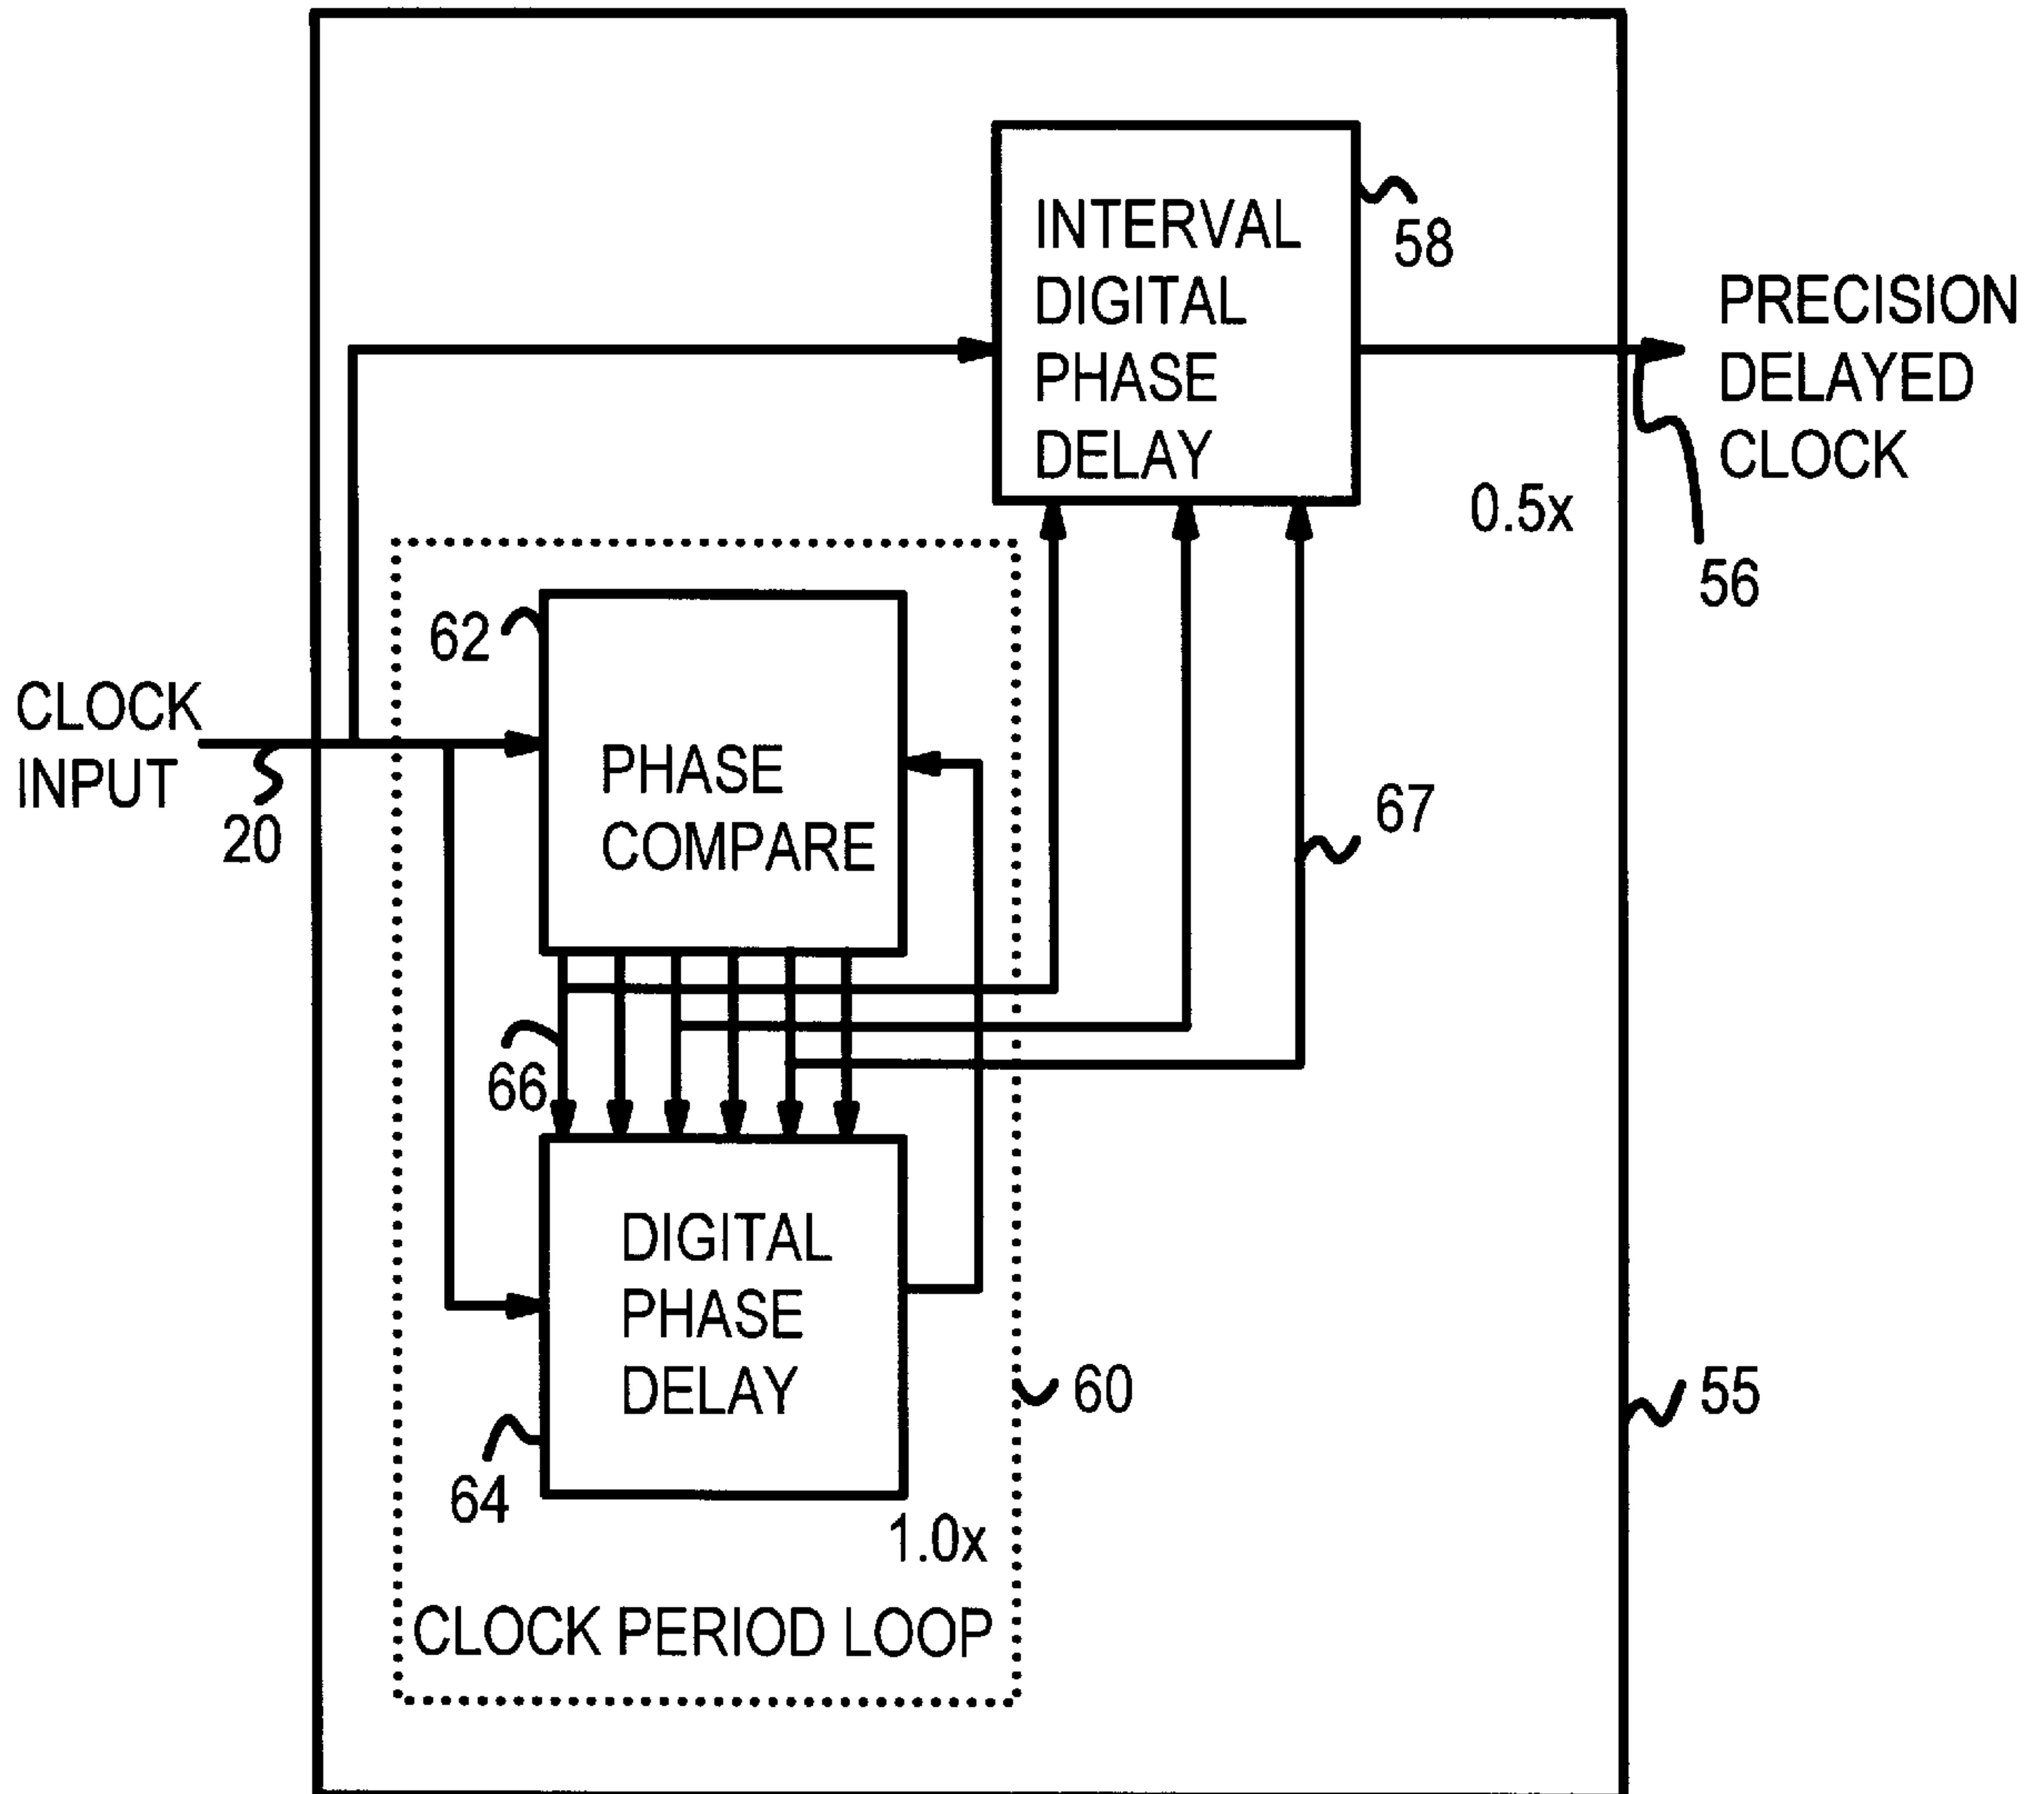 INTERVAL
DIGITAL
PHASE
DELAY
58
PRECISION
DELAYED
CLOCK
0.5x
56
62
CLOCK
INPUT
20
PHASE
COMPARE
67
66
DIGITAL
PHASE
DELAY
60
55
64
1.0x
CLOCK PERIOD LOOP